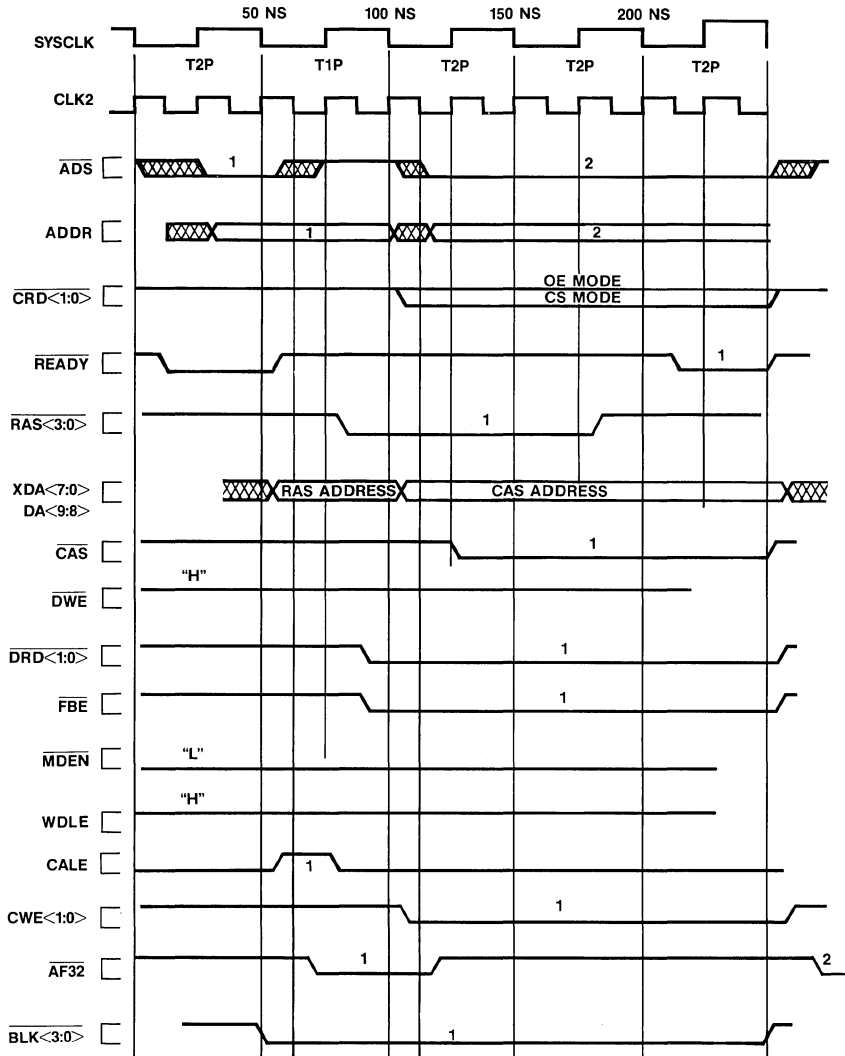 50 NS 100 NS 150 NS 200 NS
SYSCLK
T2P T1P T2P T2P T2P
CLK2
ADS 1 2
ADDR 1 2
OE MODE
CRD<1:0> CS MODE
READY 1
RAS<3:0> 1
XDA<7:0> RAS ADDRESS CAS ADDRESS
DA<9:8>
CAS 1
"H"
DWE
DRD<1:0> 1
FBE 1
MDEN "L"
"H"
WDLE
CALE 1
CWE<1:0> 1
AF32 1 2
BLK<3:0> 1